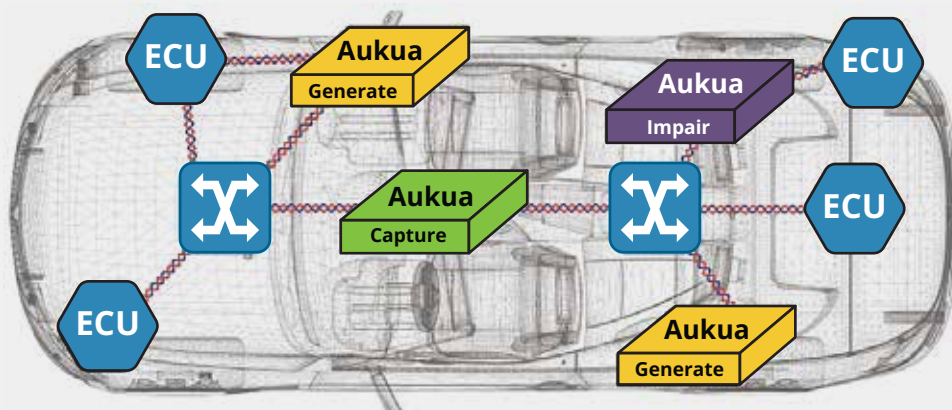 ECU
Aukua
Generate
Aukua
Impair
ECU
Aukua
Capture
ECU
ECU
Aukua
Generate